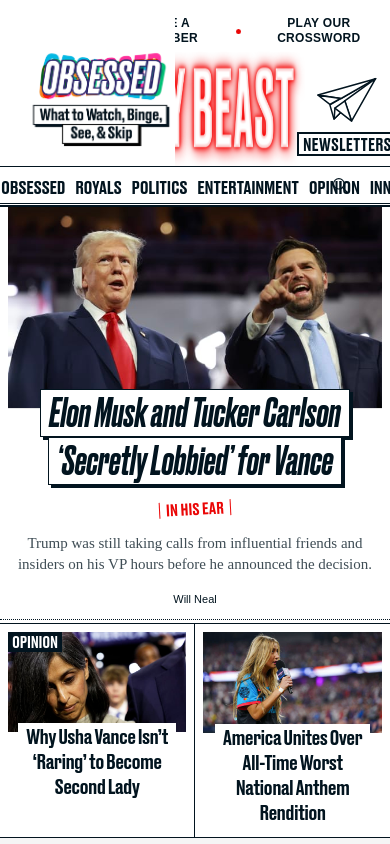 E A
BER
PLAY OUR
CROSSWORD
OBSESSED
What to Watch, Binge,
See, & Skip
Y BEAST
NEWSLETTERS
OBSESSED ROYALS POLITICS ENTERTAINMENT OPINION INN
Elon Musk and Tucker Carlson
‘Secretly Lobbied’ for Vance
IN HIS EAR
Trump was still taking calls from influential friends and
insiders on his VP hours before he announced the decision.
Will Neal
OPINION
Why Usha Vance Isn’t
‘Raring’ to Become
Second Lady
America Unites Over
All-Time Worst
National Anthem
Rendition